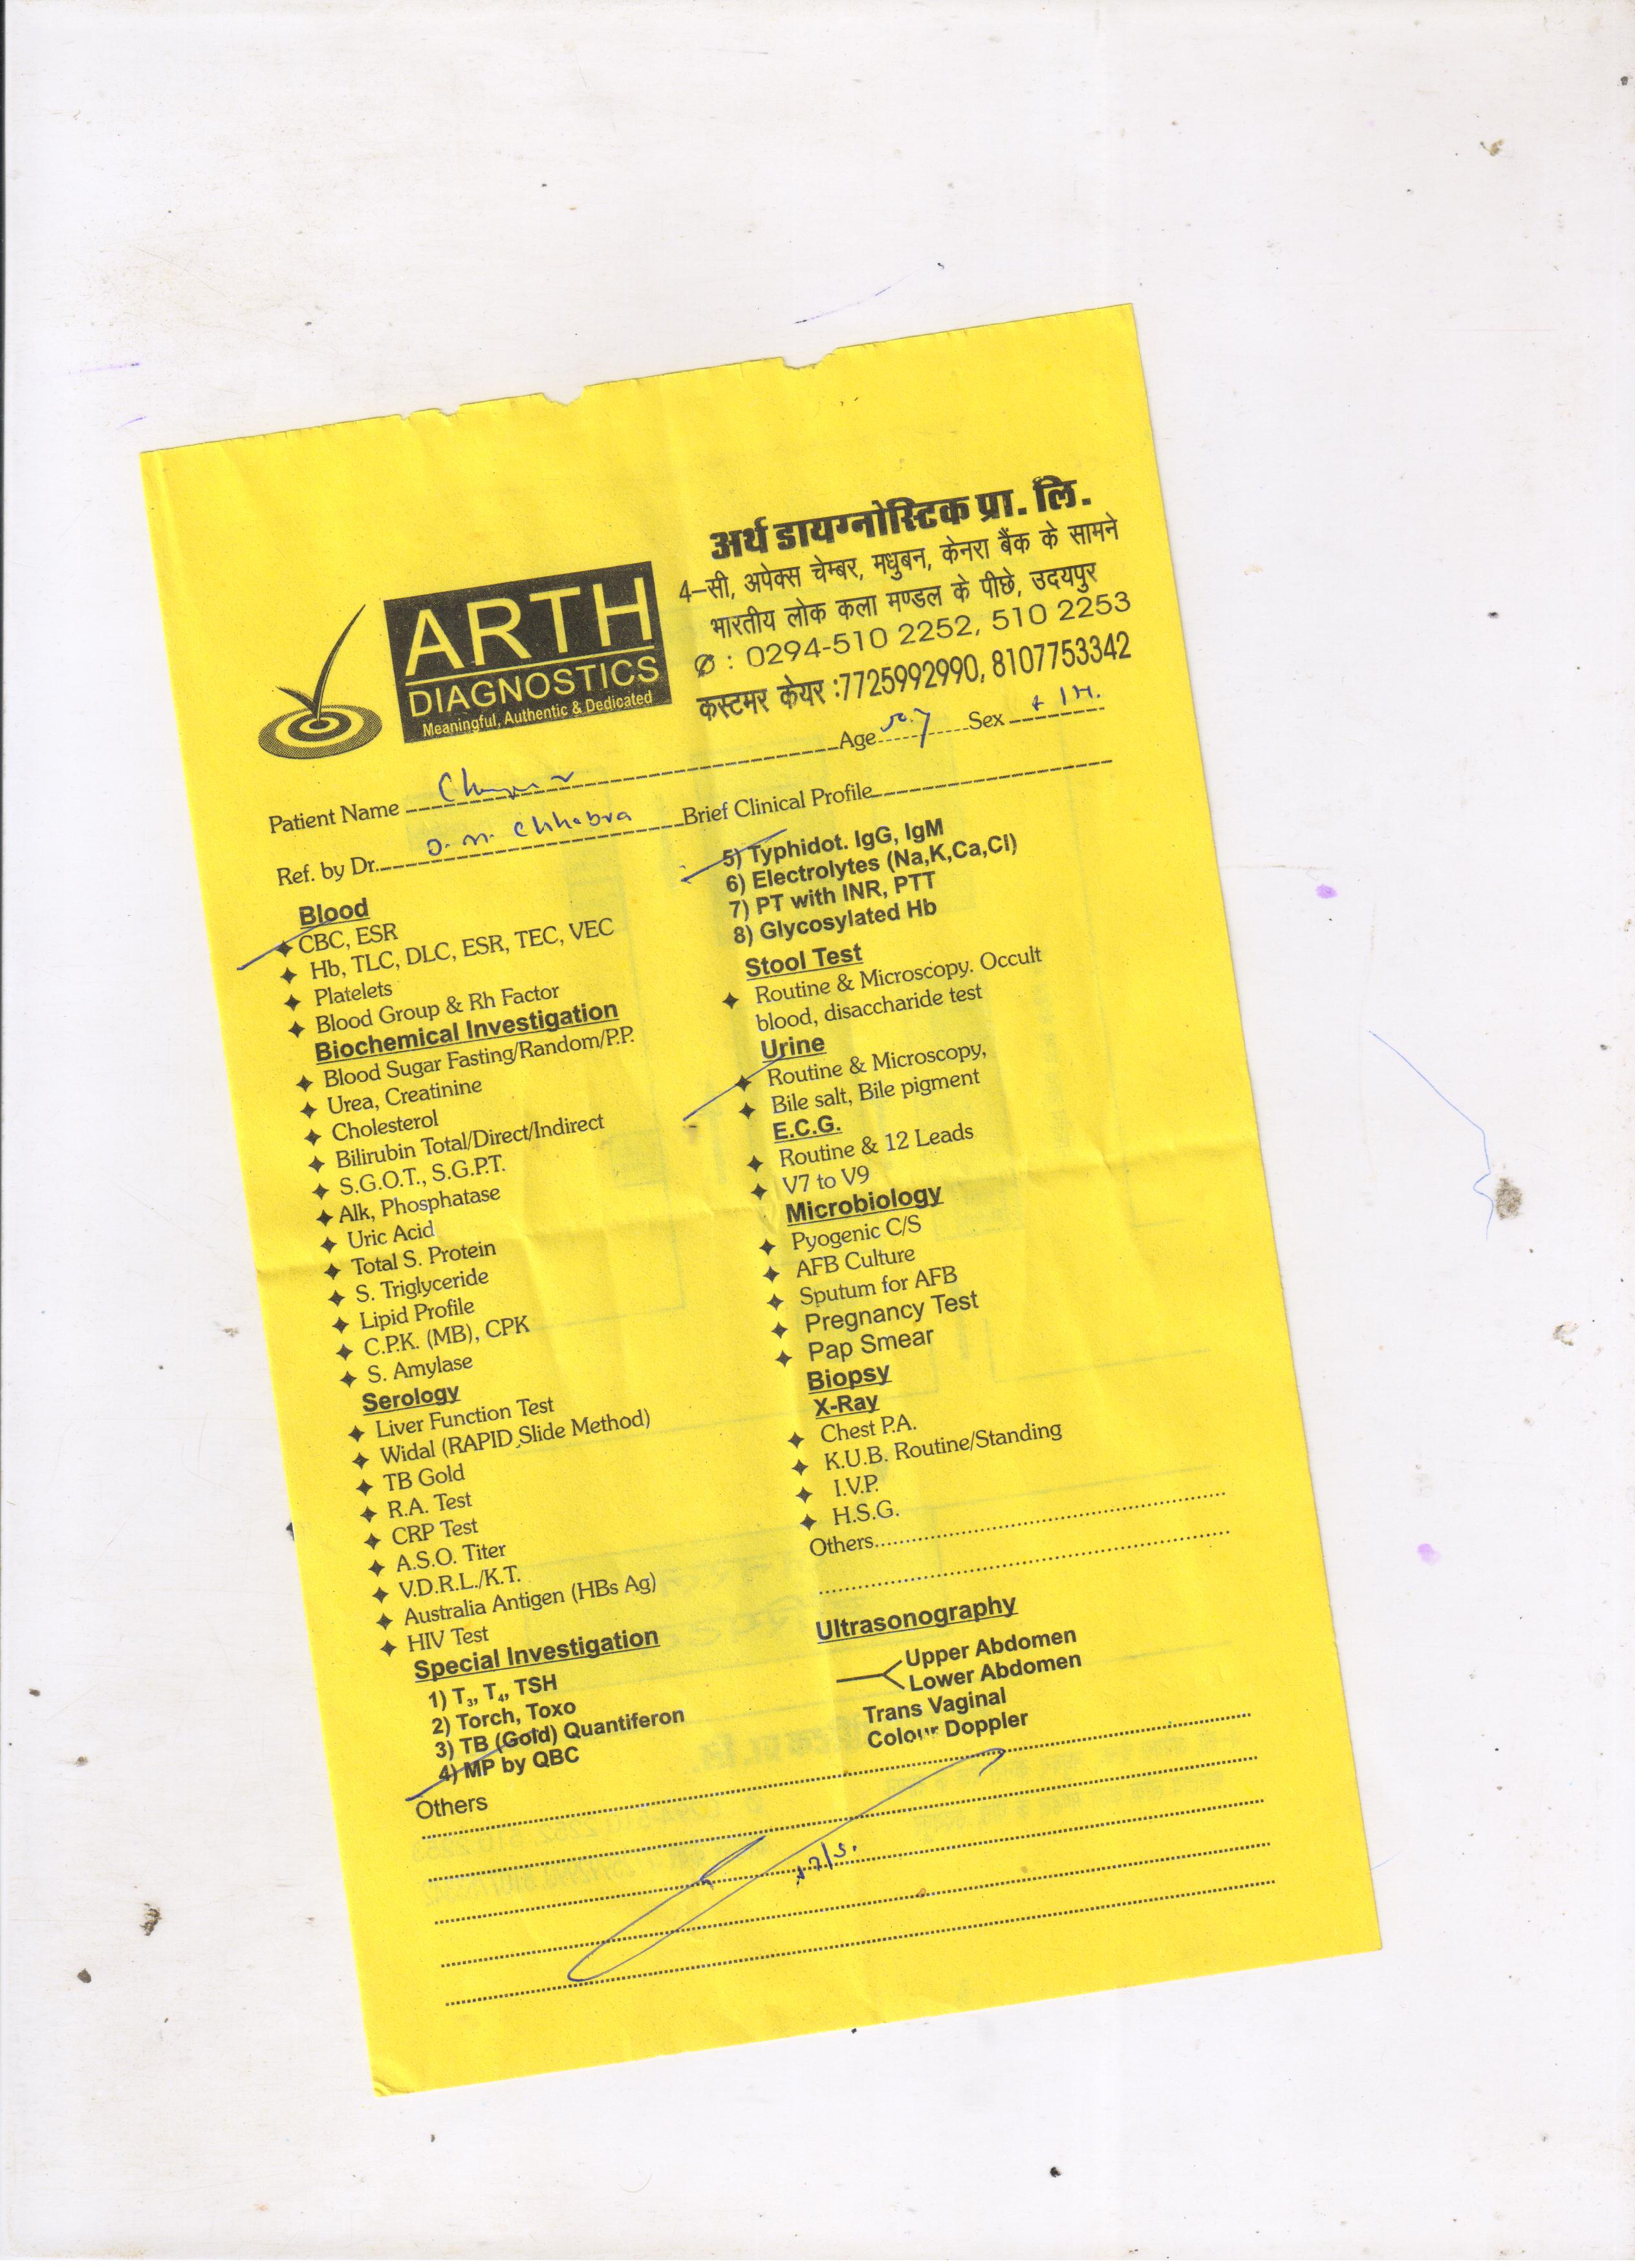 अर्थ डायग्नोस्टिक प्रा. लि.
4-सी, अपेक्स चेम्बर, मधुबन, केनरा बैंक के सामने
भारतीय लोक कला मण्डल के पीछे, उदयपुर
: 0294-510 2252, 510 2253
कस्टमर केयर :7725992990, 8107753342
ARTH
DIAGNOSTICS
Meaningful, Authentic & Dedicated
Patient Name Age Sex
Ref. by Dr. Chhabra Brief Clinical Profile
Blood
CBC, ESR
Hb, TLC, DLC, ESR, TEC, VEC
Platelets
Blood Group & Rh Factor
Biochemical Investigation
Blood Sugar Fasting/Random/P.P.
Urea, Creatinine
Cholesterol
Bilirubin Total/Direct/Indirect
S.G.O.T., S.G.P.T.
Alk, Phosphatase
Uric Acid
Total S. Protein
S. Triglyceride
Lipid Profile
C.P.K. (MB), CPK
S. Amylase
Serology
Liver Function Test
Widal (RAPID Slide Method)
TB Gold
R.A. Test
CRP Test
A.S.O. Titer
V.D.R.L./K.T.
Australia Antigen (HBs Ag)
HIV Test
Special Investigation
1) T₃, T₄, TSH
2) Torch, Toxo
3) TB (Gold) Quantiferon
4) MP by QBC
Others
5) Typhidot. IgG, IgM
6) Electrolytes (Na,K,Ca,Cl)
7) PT with INR, PTT
8) Glycosylated Hb
Stool Test
Routine & Microscopy. Occult
blood, disaccharide test
Urine
Routine & Microscopy,
Bile salt, Bile pigment
E.C.G.
Routine & 12 Leads
V7 to V9
Microbiology
Pyogenic C/S
AFB Culture
Sputum for AFB
Pregnancy Test
Pap Smear
Biopsy
X-Ray
Chest P.A.
K.U.B. Routine/Standing
I.V.P.
H.S.G.
Others
Ultrasonography
Upper Abdomen
Lower Abdomen
Trans Vaginal
Colour Doppler